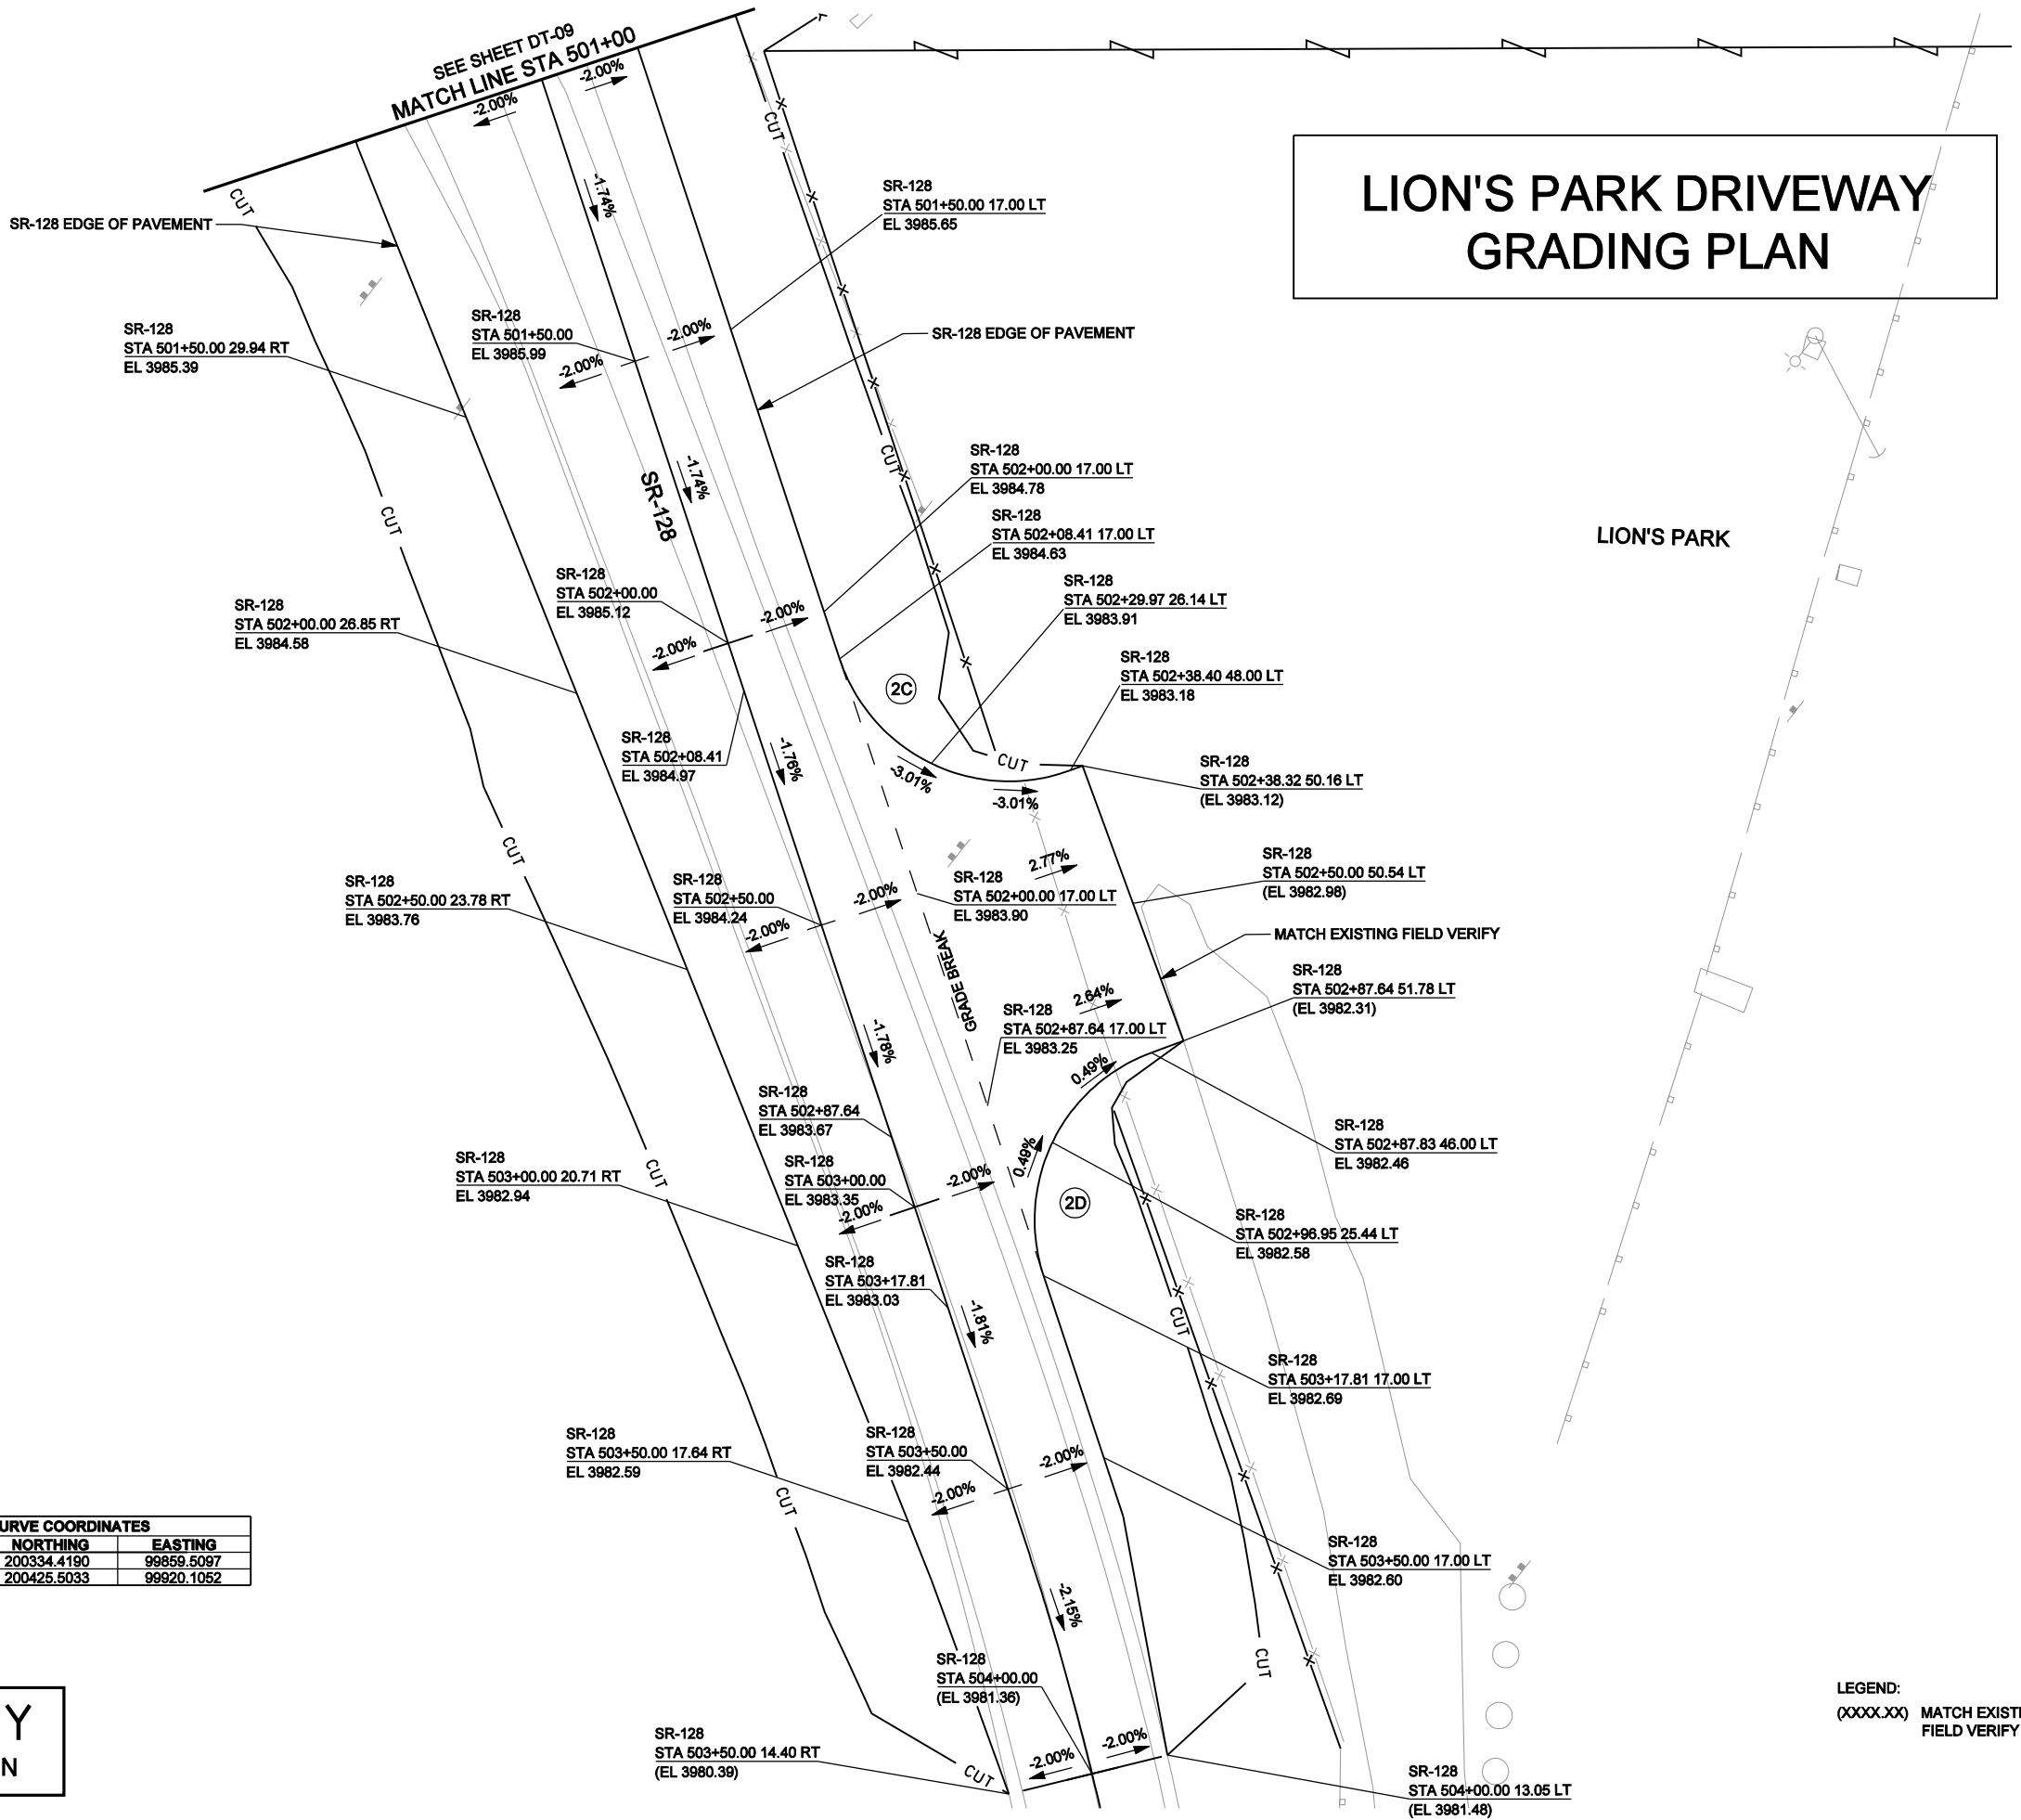 SEE SHEET DT-09
MATCH LINE STA 501+00
-2.00%
-2.00%
CUT
CUT
LION'S PARK DRIVEWAY
GRADING PLAN
SR-128 EDGE OF PAVEMENT
-1.74%
SR-128
STA 501+50.00 17.00 LT
EL 3985.65
SR-128
STA 501+50.00 29.94 RT
EL 3985.39
SR-128
STA 501+50.00
EL 3985.99
-2.00%
-2.00%
SR-128 EDGE OF PAVEMENT
CUT
-1.74%
SR-128
CUT
SR-128
STA 502+00.00 17.00 LT
EL 3984.78
SR-128
STA 502+08.41 17.00 LT
EL 3984.63
LION'S PARK
SR-128
STA 502+00.00
EL 3985.12
-2.00%
-2.00%
SR-128
STA 502+29.97 26.14 LT
EL 3983.91
SR-128
STA 502+00.00 26.85 RT
EL 3984.58
2C
SR-128
STA 502+38.40 48.00 LT
EL 3983.18
SR-128
STA 502+08.41
EL 3984.97
-1.76%
-3.01%
-3.01%
CUT
SR-128
STA 502+38.32 50.16 LT
(EL 3983.12)
CUT
2.77%
SR-128
STA 502+50.00 50.54 LT
(EL 3982.98)
SR-128
STA 502+50.00 23.78 RT
EL 3983.76
SR-128
STA 502+50.00
EL 3984.24
-2.00%
-2.00%
SR-128
STA 502+00.00 17.00 LT
EL 3983.90
MATCH EXISTING FIELD VERIFY
GRADE BREAK
2.64%
SR-128
STA 502+87.64 51.78 LT
(EL 3982.31)
SR-128
STA 502+87.64 17.00 LT
EL 3983.25
-1.78%
0.49%
SR-128
STA 502+87.64
EL 3983.67
SR-128
STA 502+87.83 46.00 LT
EL 3982.46
SR-128
STA 503+00.00 20.71 RT
EL 3982.94
CUT
SR-128
STA 503+00.00
EL 3983.35
-2.00%
-2.00%
0.49%
2D
SR-128
STA 502+96.95 25.44 LT
EL 3982.58
SR-128
STA 503+17.81
EL 3983.03
-1.81%
CUT
SR-128
STA 503+17.81 17.00 LT
EL 3982.69
SR-128
STA 503+50.00 17.64 RT
EL 3982.59
SR-128
STA 503+50.00
EL 3982.44
-2.00%
-2.00%
CUT
URVE COORDINATES
NORTHING EASTING
200334.4190 99859.5097
200425.5033 99920.1052
SR-128
STA 503+50.00 17.00 LT
EL 3982.60
-2.15%
CUT
SR-128
STA 504+00.00
(EL 3981.36)
LEGEND:
(XXXX.XX) MATCH EXISTI
FIELD VERIFY
Y
N
SR-128
STA 503+50.00 14.40 RT
(EL 3980.39)
CUT
-2.00%
-2.00%
SR-128
STA 504+00.00 13.05 LT
(EL 3981.48)